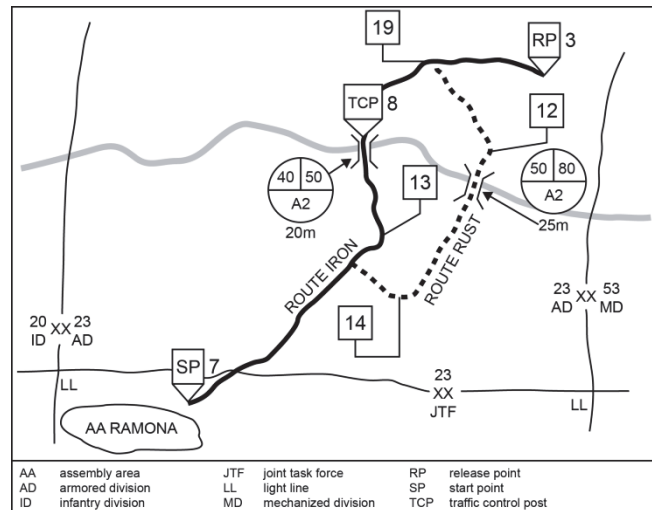 19
RP 3
TCP 8
12
40 50
A2
20m
13
50 80
A2
25m
ROUTE IRON
ROUTE RUST
14
20 XX 23
ID AD
23 XX 53
AD MD
SP 7
LL
23
XX
JTF
LL
AA RAMONA
AA assembly area JTF joint task force RP release point
AD armored division LL light line SP start point
ID infantry division MD mechanized division TCP traffic control post